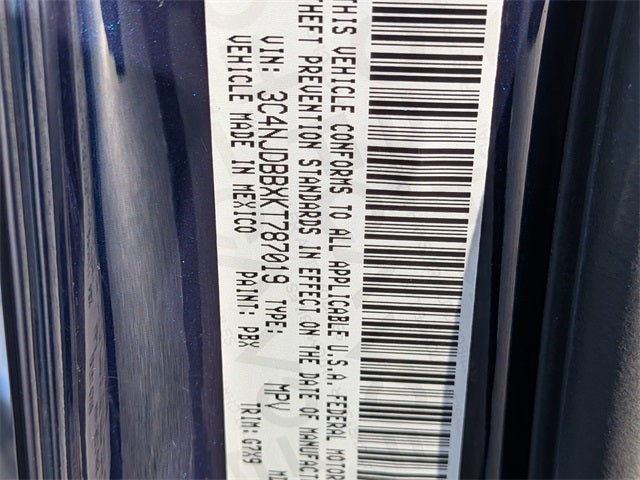 THIS VEHICLE CONFORMS TO ALL APPLICABLE U.S.A. FEDERAL MOTOR
THEFT PREVENTION STANDARDS IN EFFECT ON THE DATE OF MANUFACT
VIN: 3C4NJDBBXKT787019 TYPE: MPV
VEHICLE MADE IN MEXICO PAINT: PBX TRIM: G7X9